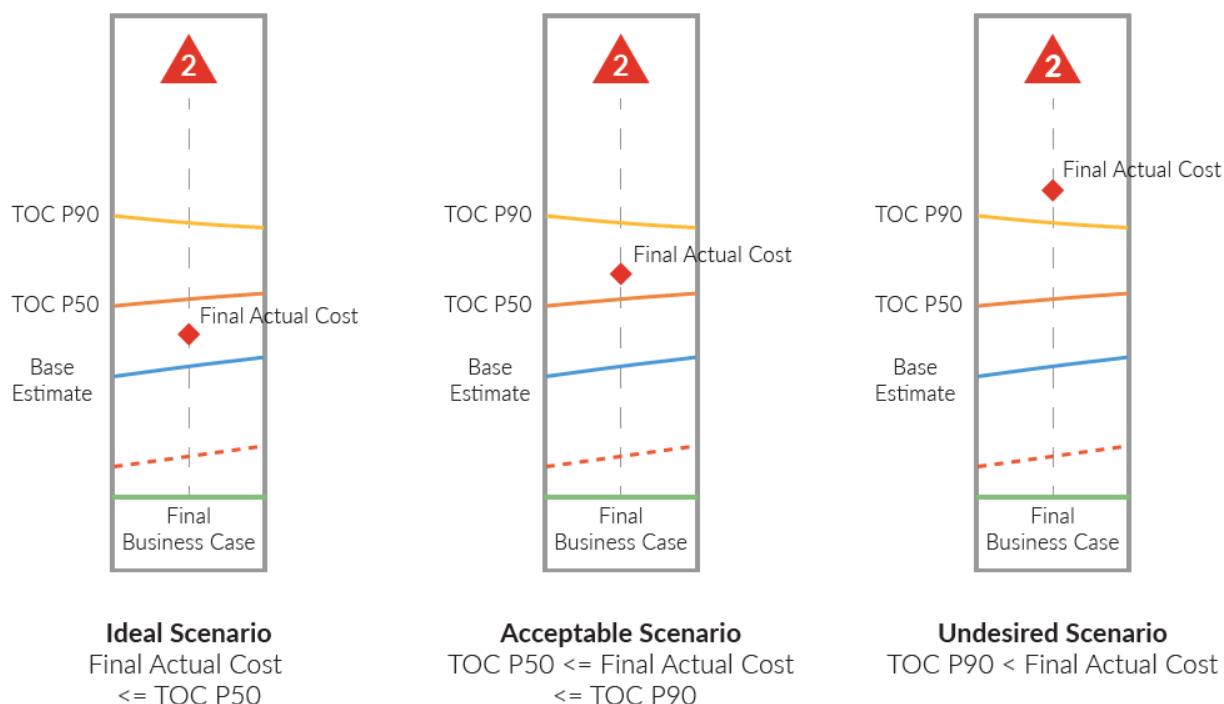 2
TOC P90
TOC P50
Final Actual Cost
Base
Estimate
Final
Business Case
Ideal Scenario
Final Actual Cost
<= TOC P50
2
TOC P90
Final Actual Cost
TOC P50
Base
Estimate
Final
Business Case
Acceptable Scenario
TOC P50 <= Final Actual Cost
<= TOC P90
2
Final Actual Cost
TOC P90
TOC P50
Base
Estimate
Final
Business Case
Undesired Scenario
TOC P90 < Final Actual Cost